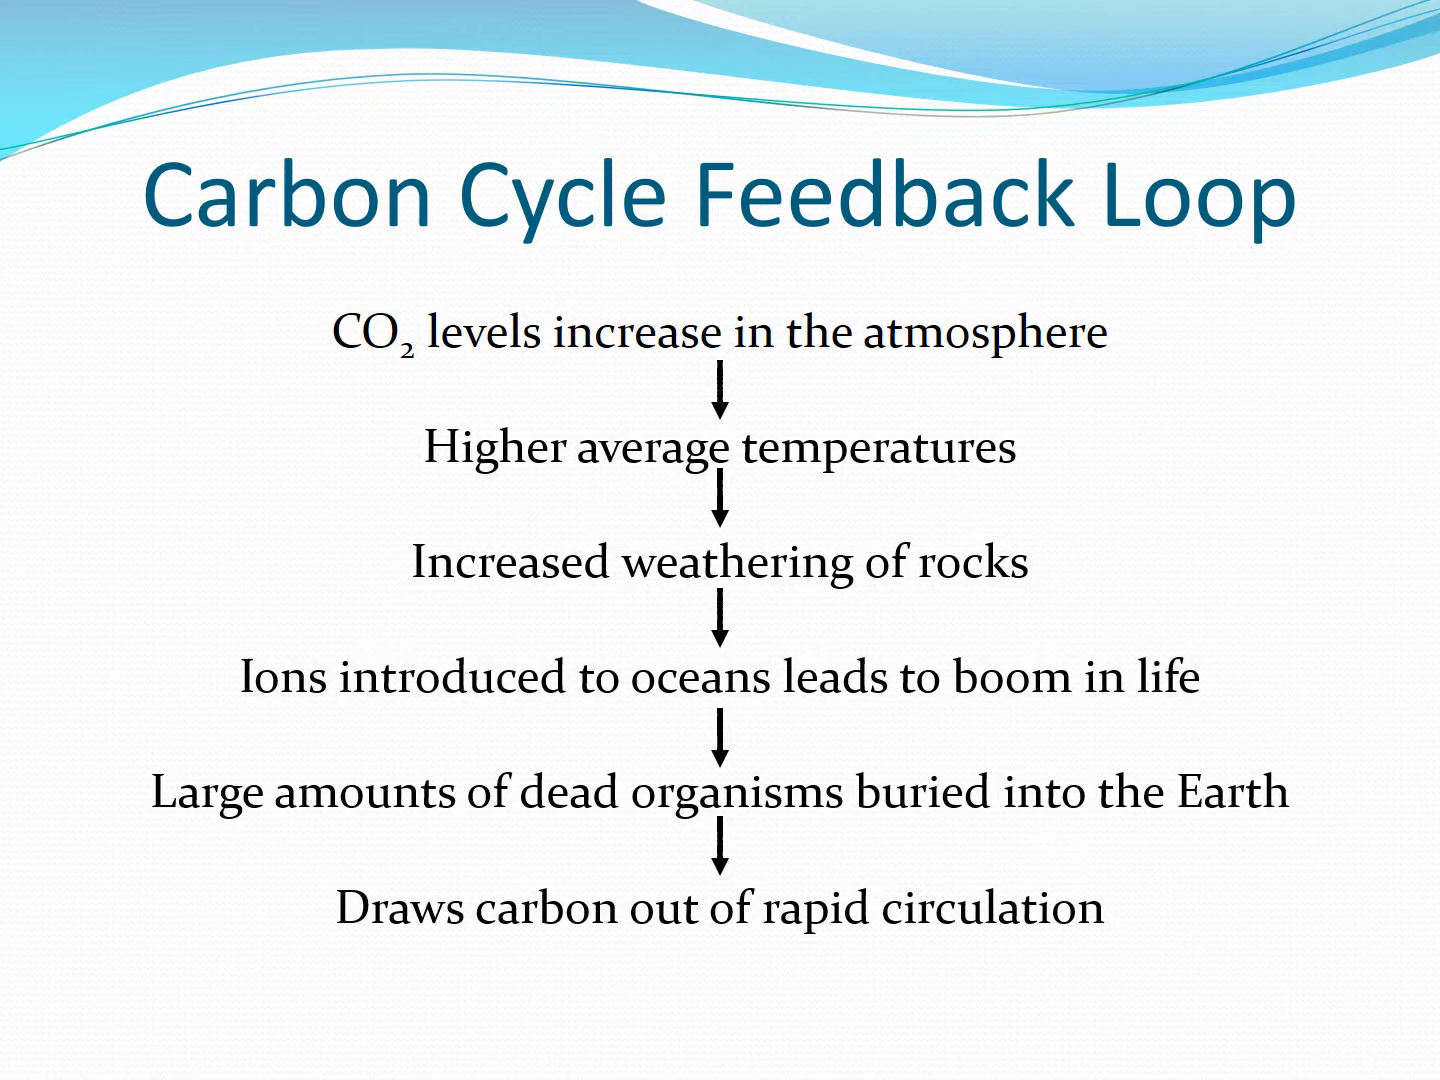 Carbon Cycle Feedback Loop
CO₂ levels increase in the atmosphere
Higher average temperatures
Increased weathering of rocks
Ions introduced to oceans leads to boom in life
Large amounts of dead organisms buried into the Earth
Draws carbon out of rapid circulation